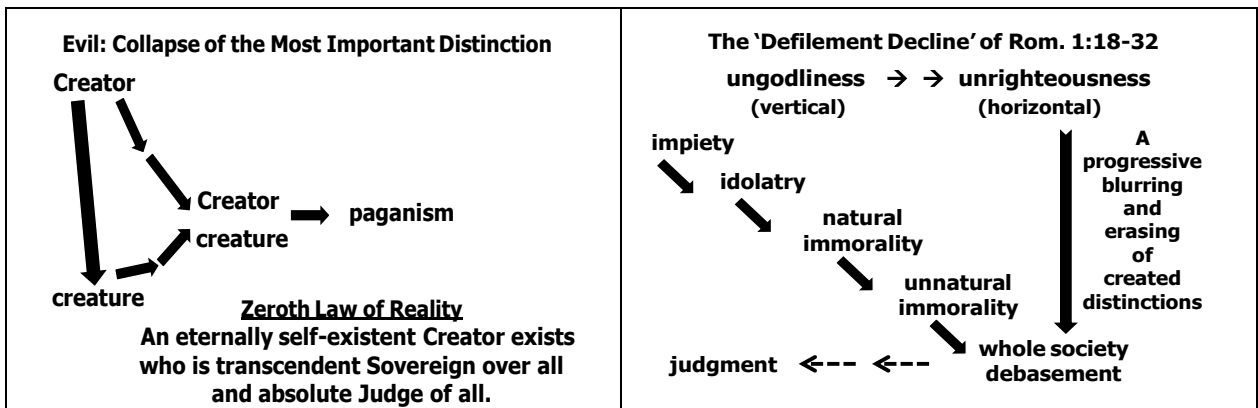 Evil: Collapse of the Most Important Distinction
Creator
Creator
creature
paganism
creature
Zeroth Law of Reality
An eternally self-existent Creator exists
who is transcendent Sovereign over all
and absolute Judge of all.
The ‘Defilement Decline’ of Rom. 1:18-32
ungodliness → → unrighteousness
(vertical) (horizontal)
impiety
idolatry
natural
immorality
unnatural
immorality
whole society
debasement
judgment
A
progressive
blurring
and
erasing
of
created
distinctions